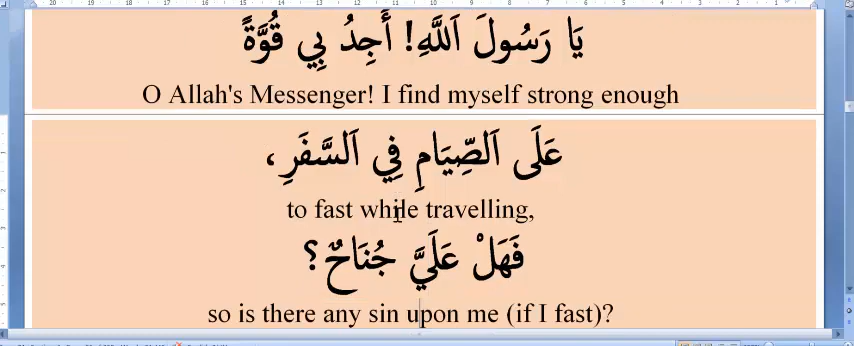 يَا رَسُولَ اَللَّهِ! أَجِدُ بِي قُوَّةً
O Allah's Messenger! I find myself strong enough
عَلَى اَلصِّيَامِ فِي اَلسَّفَرِ،
to fast while travelling,
فَهَلْ عَلَيَّ جُنَاحٌ؟
so is there any sin upon me (if I fast)?